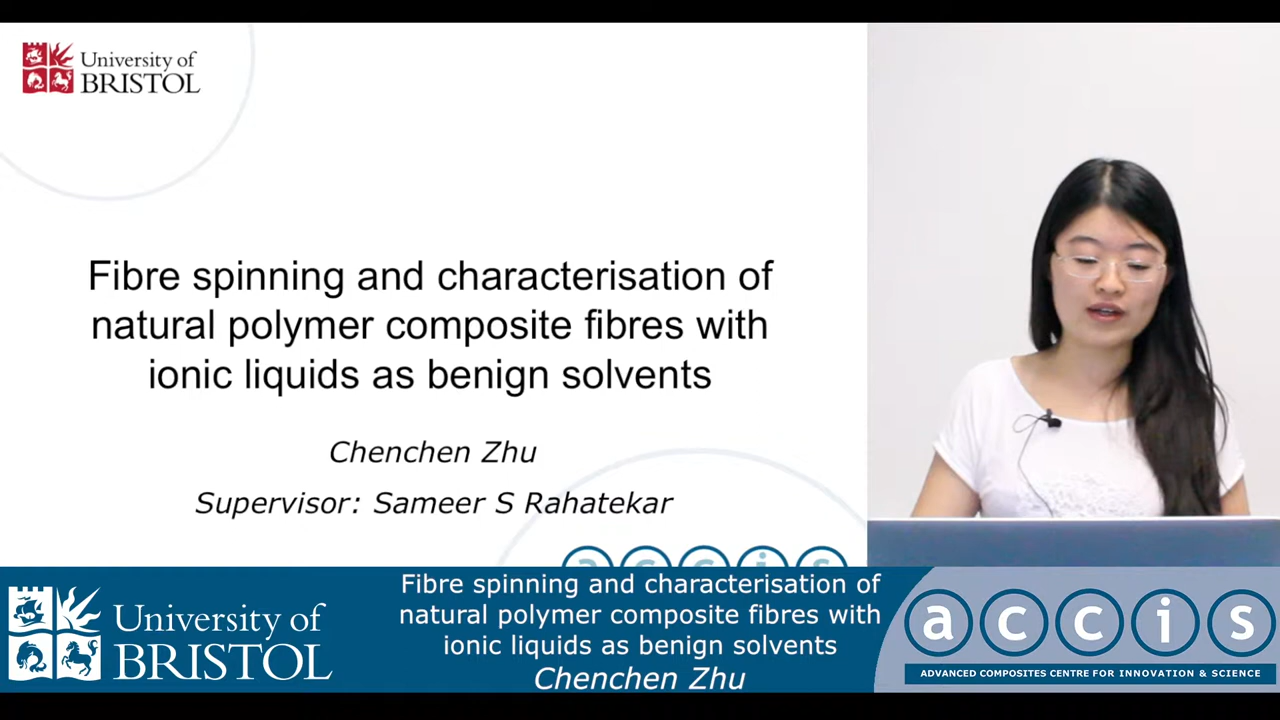 University of
BRISTOL
Fibre spinning and characterisation of
natural polymer composite fibres with
ionic liquids as benign solvents
Chenchen Zhu
Supervisor: Sameer S Rahatekar
accis
University of
BRISTOL
Fibre spinning and characterisation of
natural polymer composite fibres with
ionic liquids as benign solvents
Chenchen Zhu
accis
ADVANCED COMPOSITES CENTRE FOR INNOVATION & SCIENCE